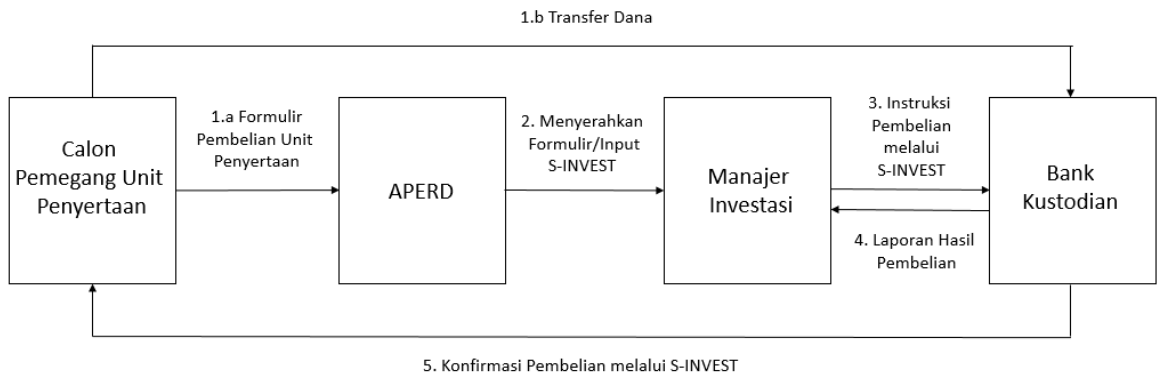 1.b Transfer Dana
Calon
Pemegang Unit
Penyertaan
1.a Formulir
Pembelian Unit
Penyertaan
APERD
2. Menyerahkan
Formulir/Input
S-INVEST
Manajer
Investasi
3. Instruksi
Pembelian
melalui
S-INVEST
4. Laporan Hasil
Pembelian
Bank
Kustodian
5. Konfirmasi Pembelian melalui S-INVEST